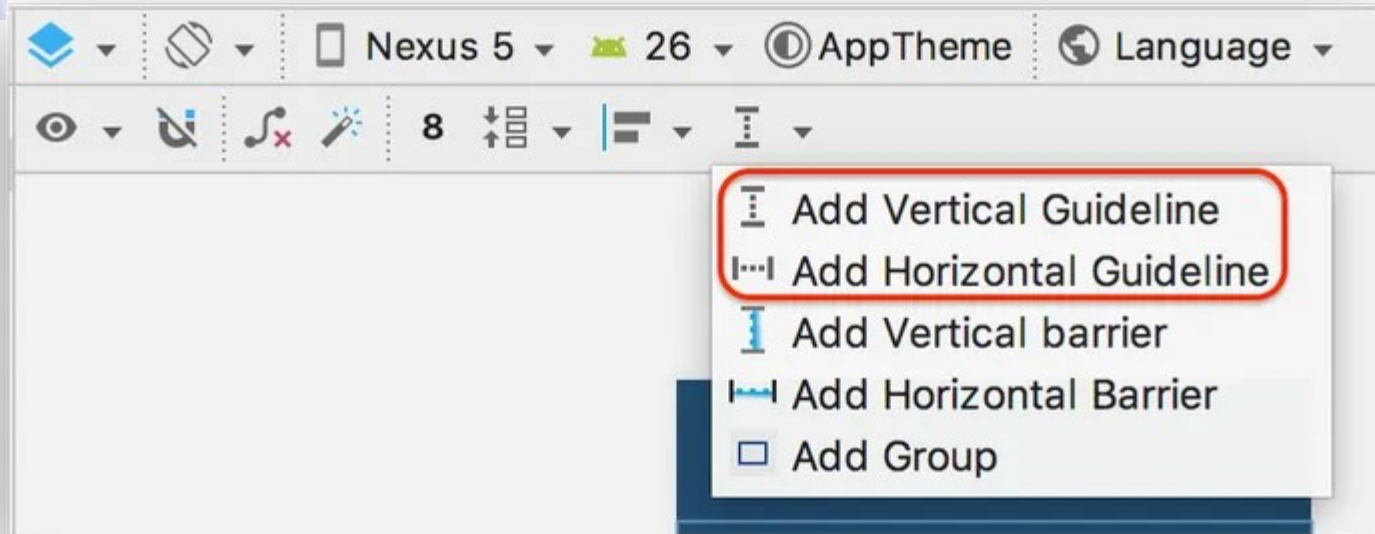 Nexus 5 26 AppTheme Language
8
Add Vertical Guideline
Add Horizontal Guideline
Add Vertical barrier
Add Horizontal Barrier
Add Group